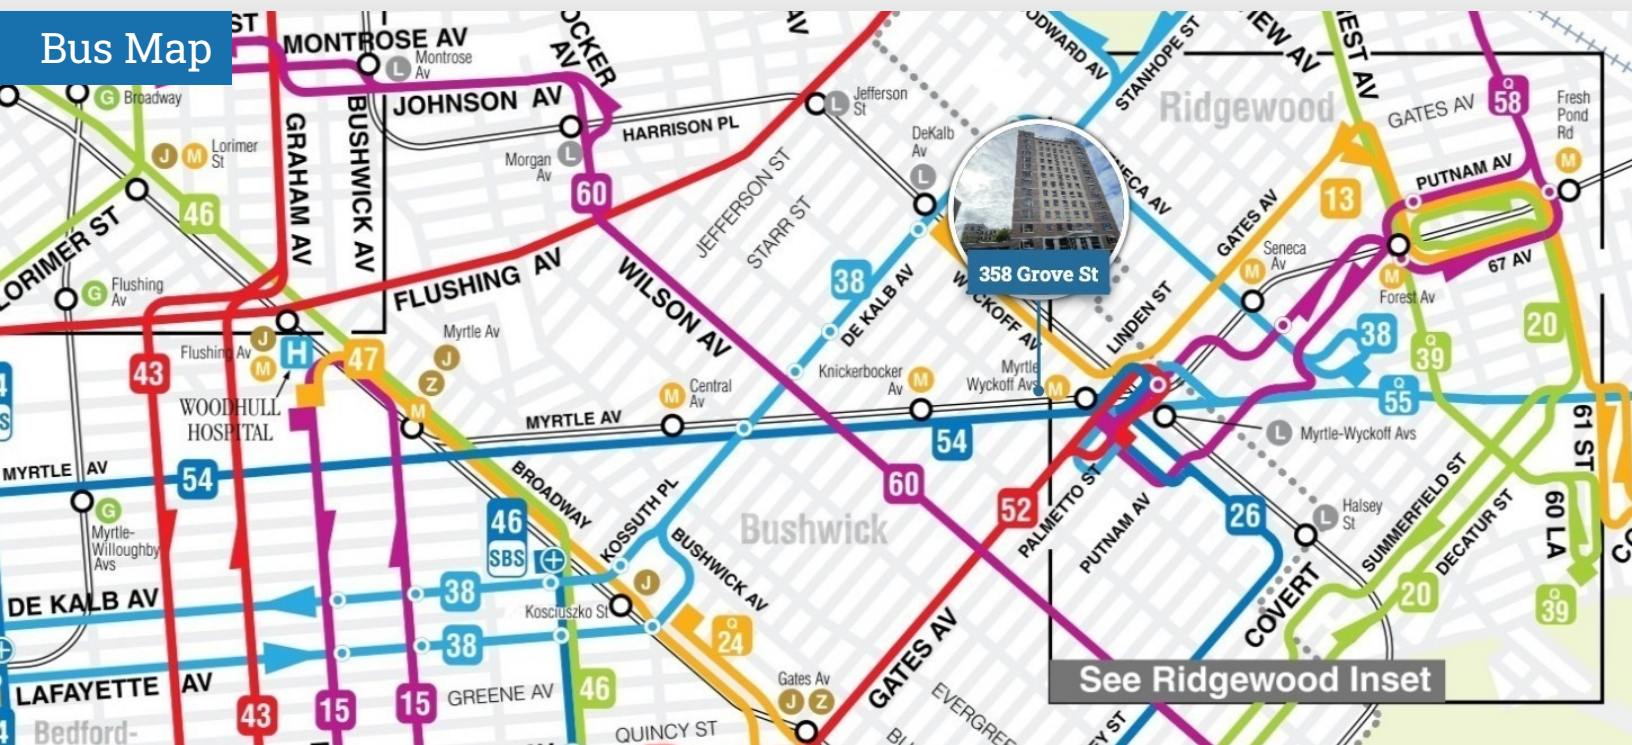 Bus Map
ST
MONTROSE AV
L
Montrose
Av
AV
G
Broadway
JOHNSON AV
HARRISON PL
L
Jefferson
St
STANHOPE ST
Ridgewood
GATES AV
Q
58
Fresh
Pond
Rd
M
J
M
Lorimer
St
GRAHAM AV
BUSHWICK AV
Morgan
Av
L
60
JEFFERSON ST
STARR ST
DeKalb
Av
L
PUTNAM AV
13
46
LORIMER ST
G
Flushing
Av
FLUSHING AV
WILSON AV
38
DE KALB AV
WYCKOFF AV
358 Grove St
GATES AV
Seneca
Av
M
LINDEN ST
67 AV
M
Forest Av
20
Flushing Av
J
M
H
47
Myrtle Av
J
Z
M
43
WOODHULL
HOSPITAL
Central
Av
M
MYRTLE AV
Knickerbocker
Av
M
Myrtle
Wyckoff Avs
M
38
Q
39
Q
55
54
L
Myrtle-Wyckoff Avs
61 ST
MYRTLE AV
54
G
Myrtle-
Willoughby
Avs
BROADWAY
46
SBS
KOSSUTH PL
BUSHWICK AV
Bushwick
60
52
PALMETTO ST
PUTNAM AV
26
L
Halsey
St
SUMMERFIELD ST
DECATUR ST
60 LA
DE KALB AV
38
J
Kosciuszko St
COVERT
20
Q
39
38
Q
24
LAFAYETTE AV
43
15
15
GREENE AV
46
Gates Av
J
Z
GATES AV
See Ridgewood Inset
Bedford-
QUINCY ST